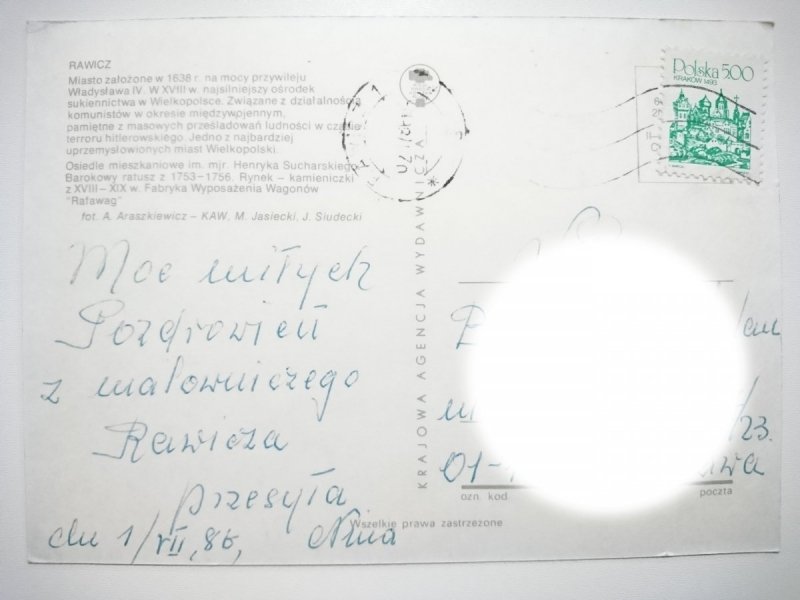 RAWICZ
Miasto założone w 1638 r. na mocy przywileju
Władysława IV. W XVIII w. najsilniejszy ośrodek
sukiennictwa w Wielkopolsce. Związane z działalnością
komunistów w okresie międzywojennym,
pamiętne z masowych prześladowań ludności w czasie
terroru hitlerowskiego. Jedno z najbardziej
uprzemysłowionych miast Wielkopolski.
Osiedle mieszkaniowe im. mjr. Henryka Sucharskiego
Barokowy ratusz z 1753–1756. Rynek – kamieniczki
z XVIII – XIX w. Fabryka Wyposażenia Wagonów
"Rafawag"
fot. A. Araszkiewicz – KAW, M. Jasiecki, J. Siudecki
Moc miłych
Pozdrowień
z malowniczego
Rawicza
przesyła
dn 1/VII, 86, Nina
KRAJOWA AGENCJA WYDAWNICZA
Polska 500
KRAKÓW 1493
/23.
01-
ozn. kod
poczta
Wszelkie prawa zastrzeżone.